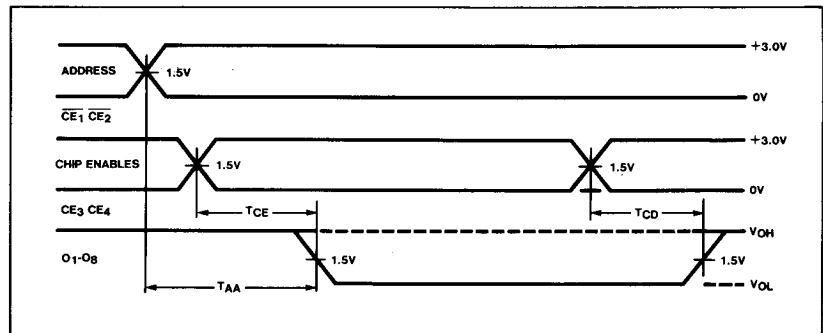 +3.0V
ADDRESS
1.5V
0V
CE1 CE2
+3.0V
CHIP ENABLES
1.5V
1.5V
0V
CE3 CE4
TCE
TCD
VOH
O1-O8
1.5V
1.5V
TAA
VOL